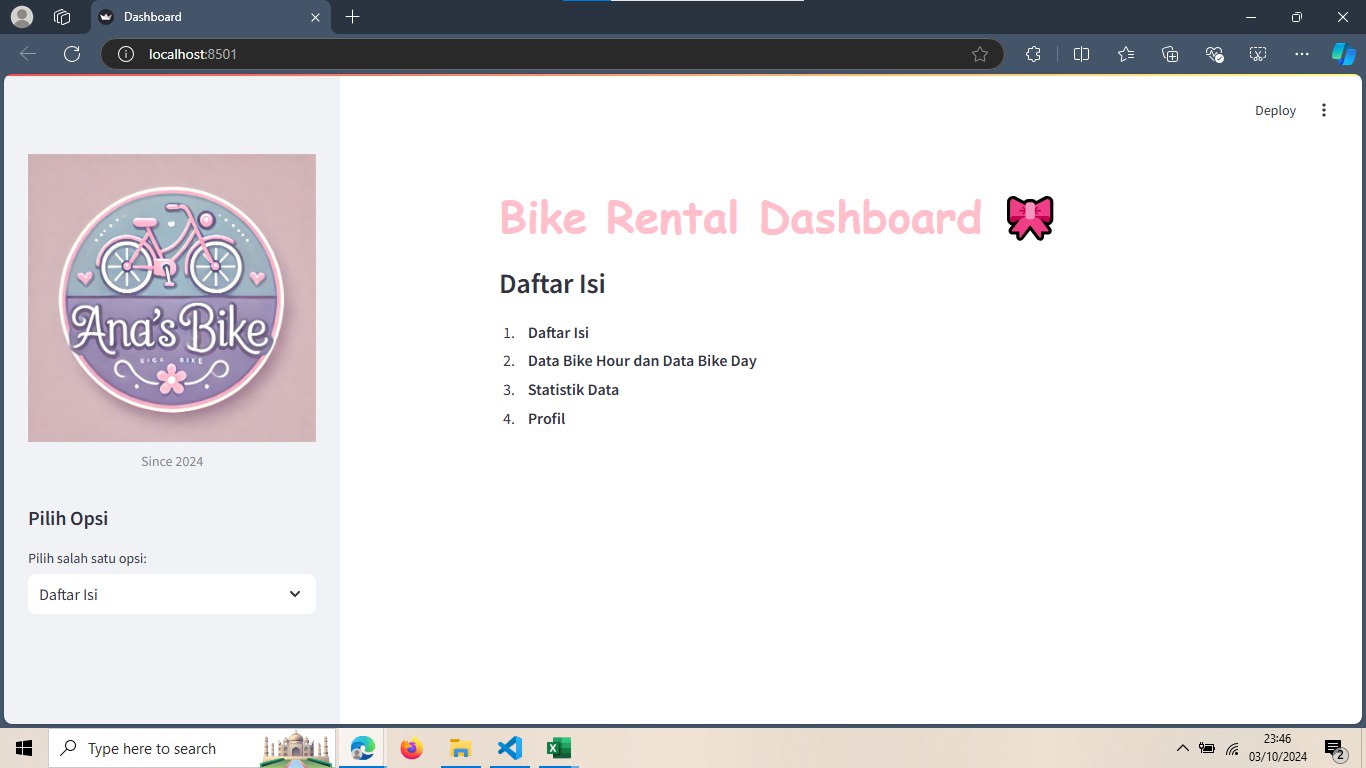 Dashboard
localhost:8501
Deploy
Ana's Bike
Since 2024
Pilih Opsi
Pilih salah satu opsi:
Daftar Isi
Bike Rental Dashboard
Daftar Isi
1. Daftar Isi
2. Data Bike Hour dan Data Bike Day
3. Statistik Data
4. Profil
Type here to search
23:46
03/10/2024
2